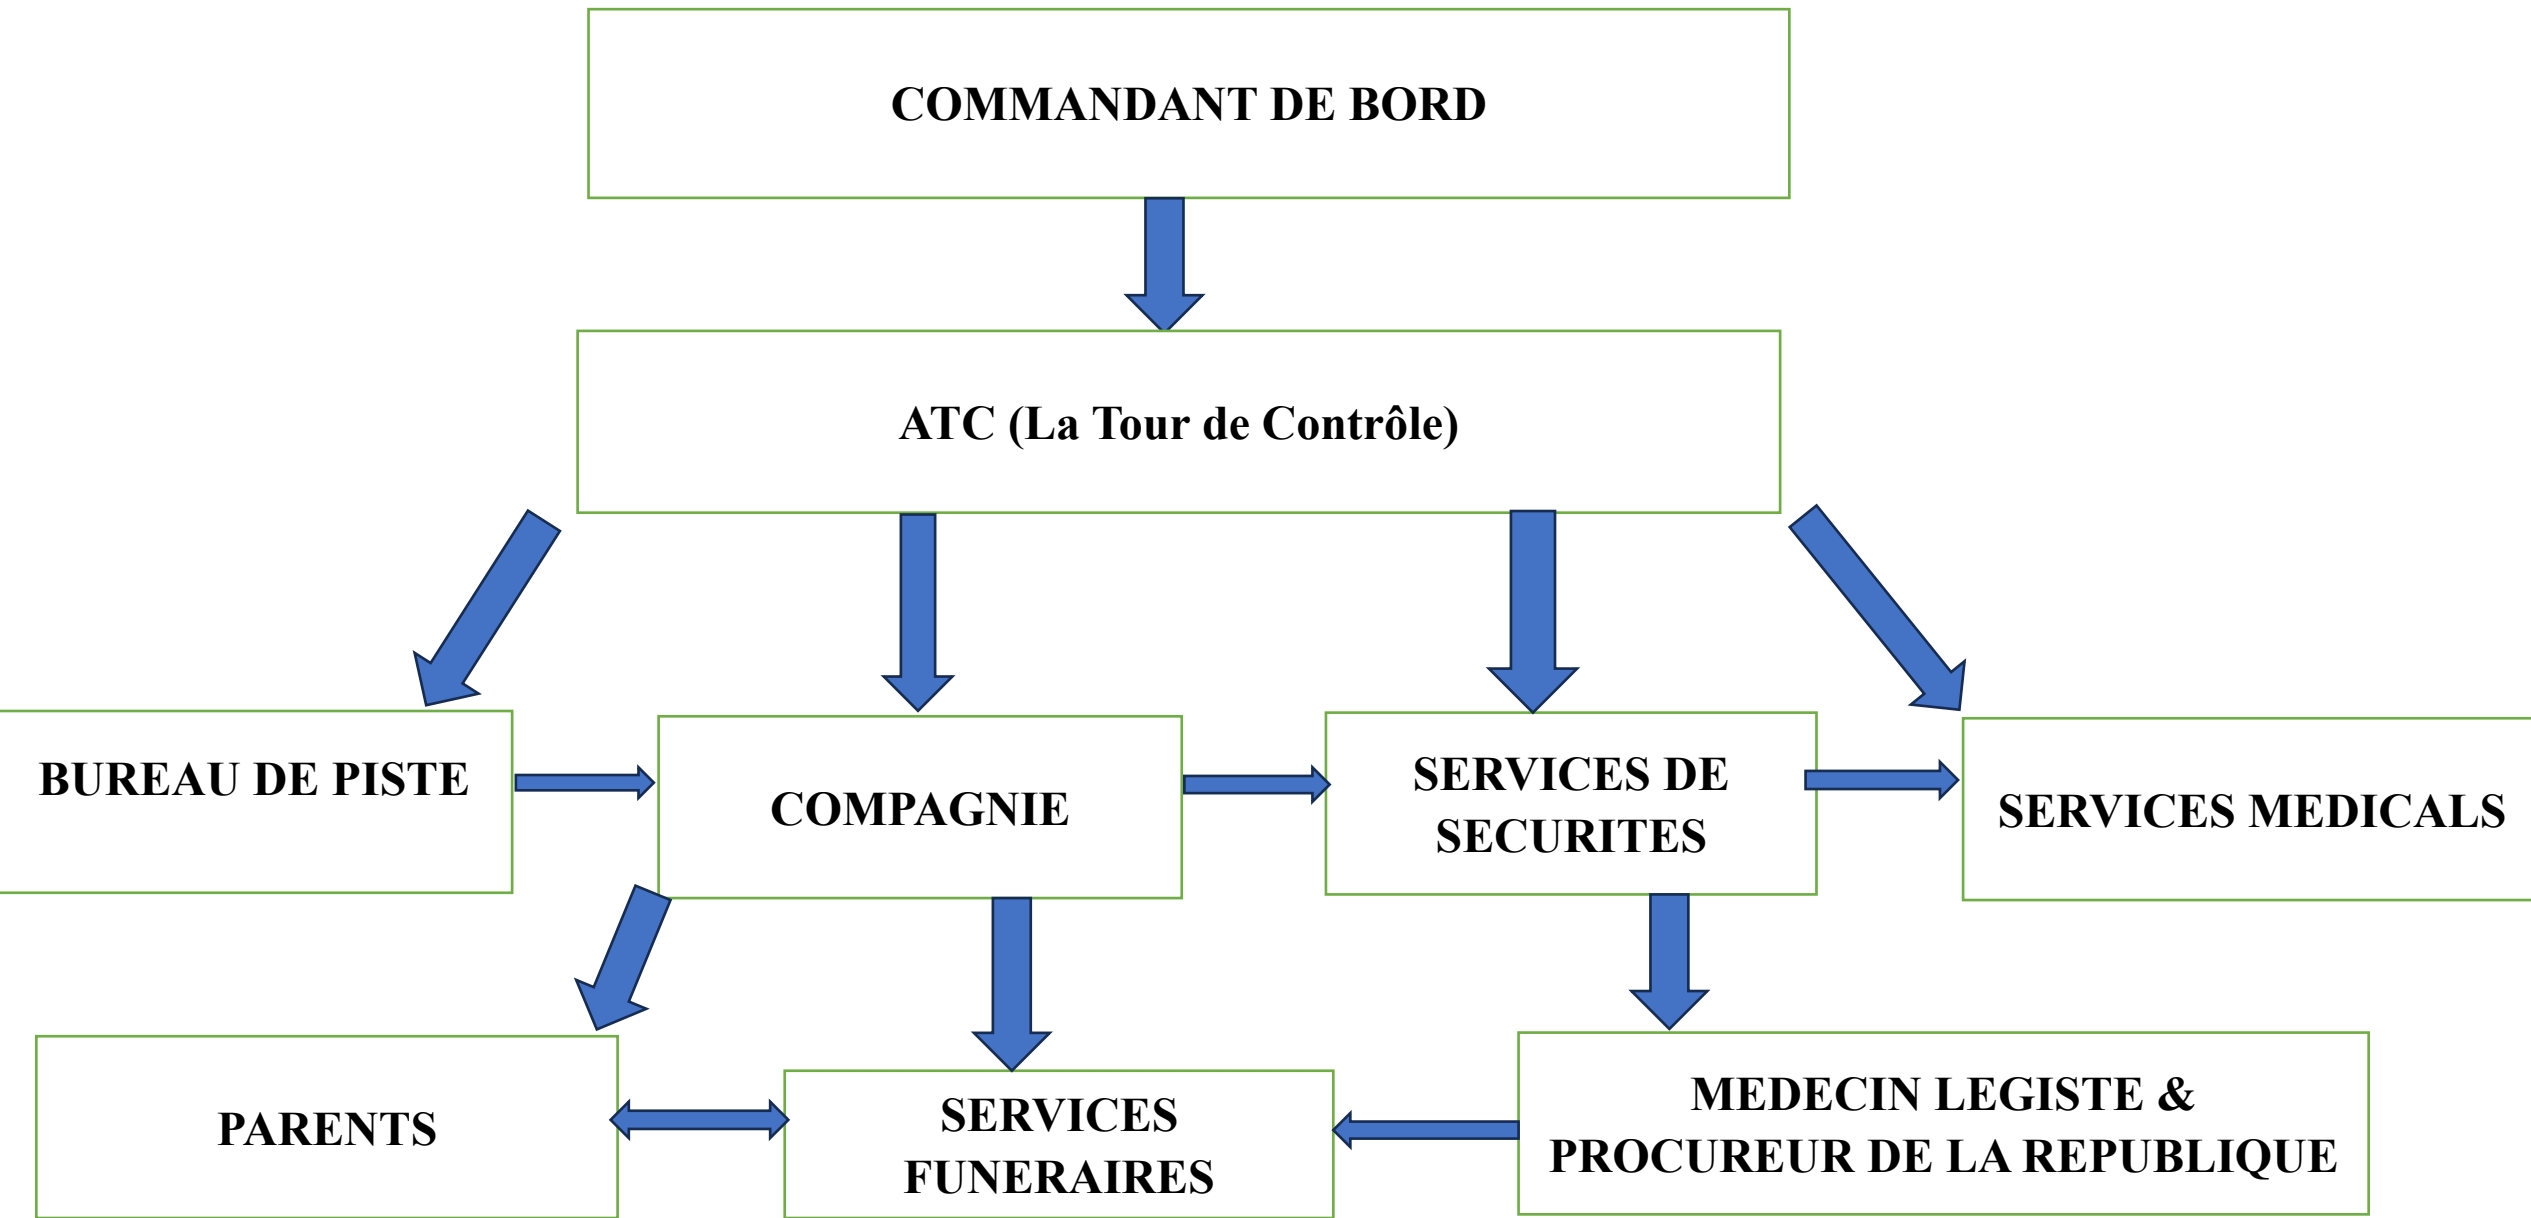 COMMANDANT DE BORD
ATC (La Tour de Contrôle)
BUREAU DE PISTE
COMPAGNIE
SERVICES DE
SECURITES
SERVICES MEDICALS
PARENTS
SERVICES
FUNERAIRES
MEDECIN LEGISTE &
PROCUREUR DE LA REPUBLIQUE